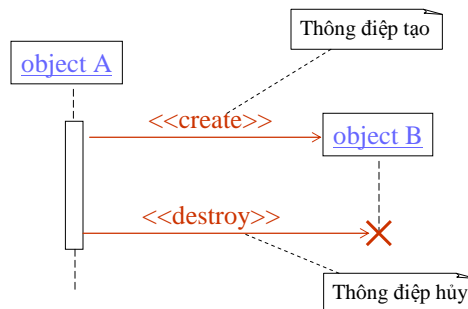 Thông điệp tạo
object A
<<create>>
object B
<<destroy>>
Thông điệp hủy